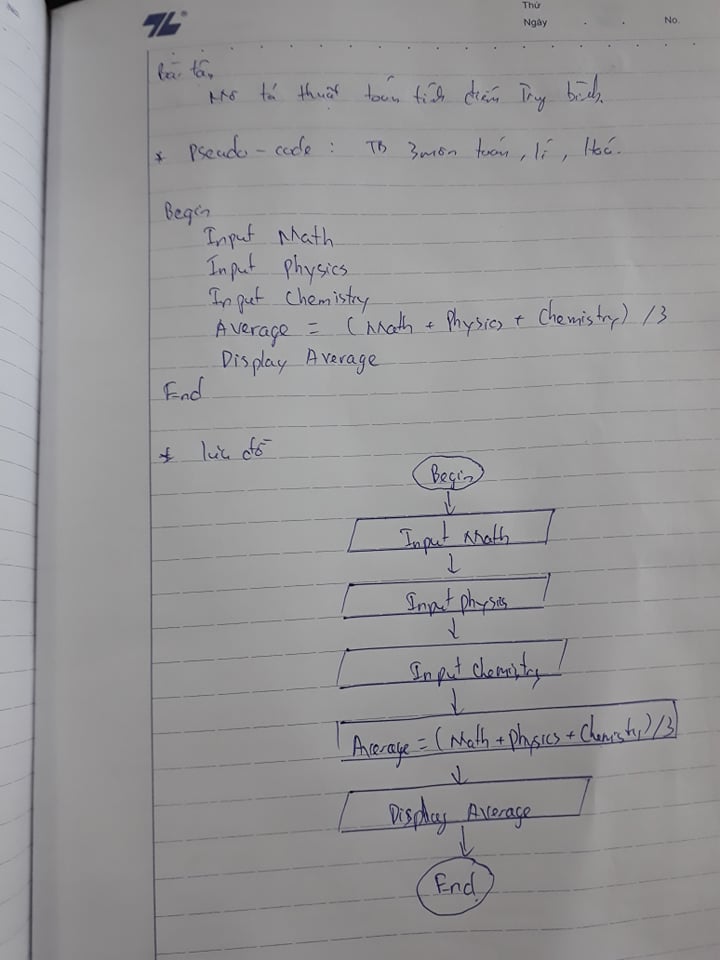 TL
Thứ
Ngày . . No.
Bài tập
Mô tả thuật toán tính điểm Trung bình.
* Pseudo-code : TB 3 môn toán, lí, Hoá.
Begin
Input Math
Input physics
Input Chemistry
Average = (Math + Physics + Chemistry) /3
Display Average
End
* lưu đồ
Begin
Input Math
Input physics
Input Chemistry
Average = (Math + physics + Chemistry)/3
Display Average
End